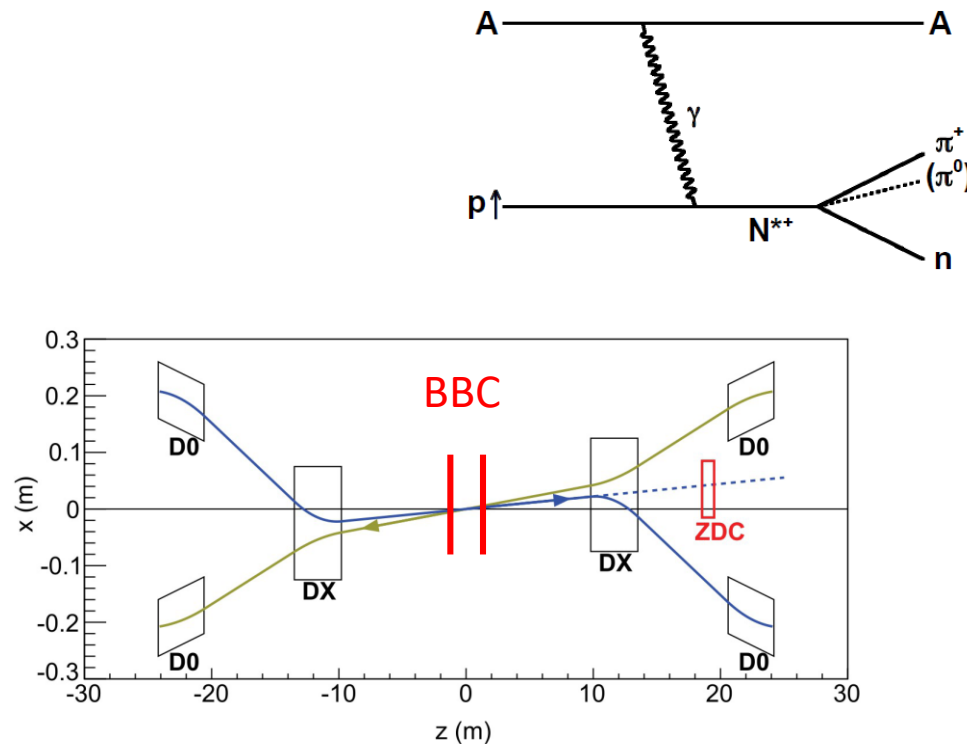 A A
γ
π⁺
(π⁰)
p↑
N*⁺
n
0.3
0.2
0.1
0
-0.1
-0.2
-0.3
x (m)
BBC
D0 D0
DX DX
ZDC
D0 D0
-30 -20 -10 0 10 20 30
z (m)